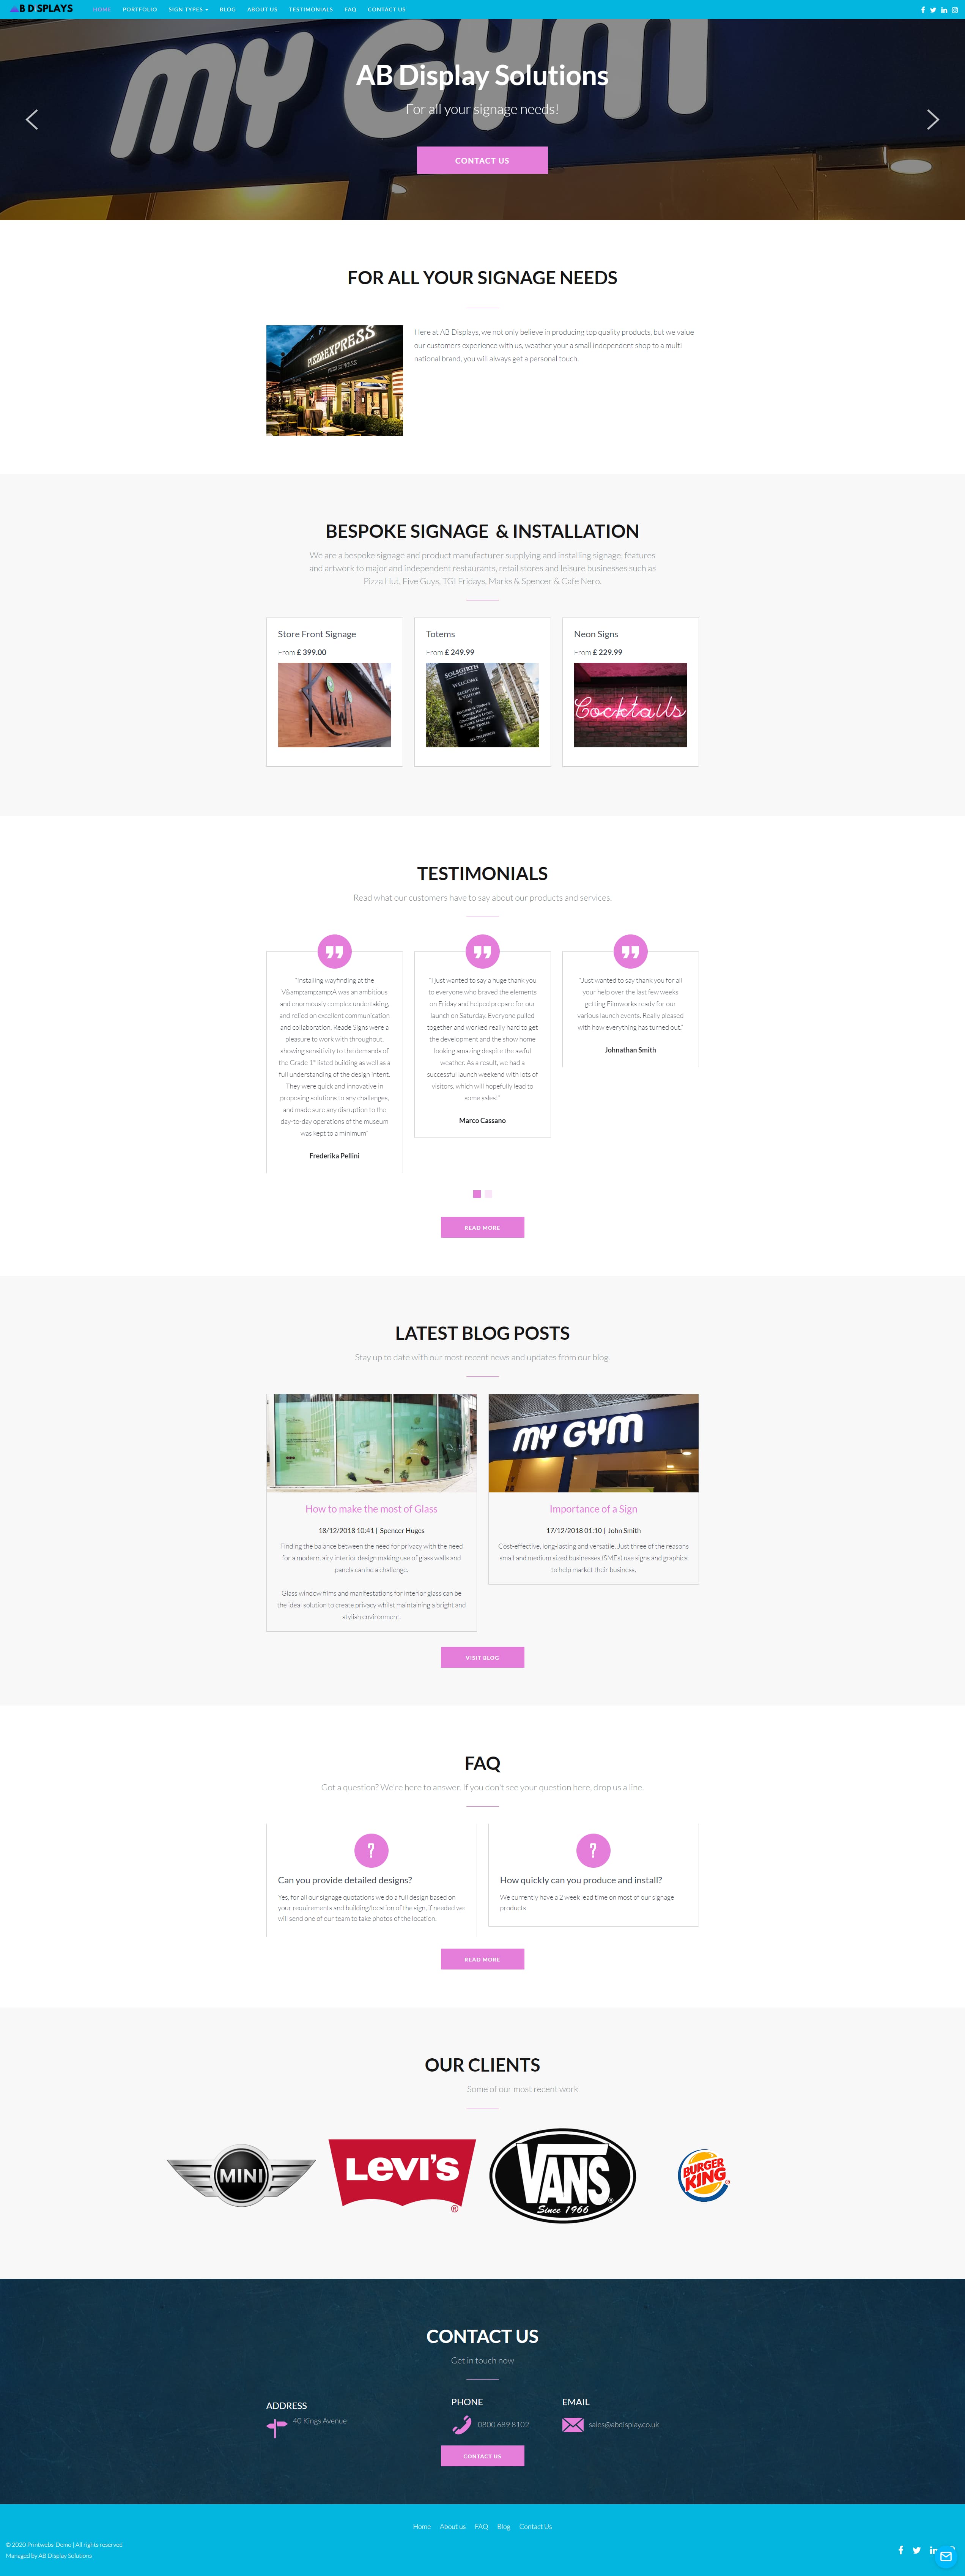 B D SPLAYS
HOME PORTFOLIO SIGN TYPES BLOG ABOUT US TESTIMONIALS FAQ CONTACT US
MY GYM
AB Display Solutions
For all your signage needs!
CONTACT US
FOR ALL YOUR SIGNAGE NEEDS
PIZZAEXPRESS
Here at AB Displays, we not only believe in producing top quality products, but we value
our customers experience with us, weather your a small independent shop to a multi
national brand, you will always get a personal touch.
BESPOKE SIGNAGE & INSTALLATION
We are a bespoke signage and product manufacturer supplying and installing signage, features
and artwork to major and independent restaurants, retail stores and leisure businesses such as
Pizza Hut, Five Guys, TGI Fridays, Marks & Spencer & Cafe Nero.
Store Front Signage
From £ 399.00
Kiwi
Totems
From £ 249.99
SOLSGIRTH
WELCOME
RECEPTION
& VISITORS
Neon Signs
From £ 229.99
Cocktails
TESTIMONIALS
Read what our customers have to say about our products and services.
"Installing wayfinding at the
V&amp;amp;amp;A was an ambitious
and enormously complex undertaking,
and relied on excellent communication
and collaboration. Reade Signs were a
pleasure to work with throughout,
showing sensitivity to the demands of
the Grade 1* listed building as well as a
full understanding of the design intent.
They were quick and innovative in
proposing solutions to any challenges,
and made sure any disruption to the
day-to-day operations of the museum
was kept to a minimum"
Frederika Pellini
"I just wanted to say a huge thank you
to everyone who braved the elements
on Friday and helped prepare for our
launch on Saturday. Everyone pulled
together and worked really hard to get
the development and the show home
looking amazing despite the awful
weather. As a result, we had a
successful launch weekend with lots of
visitors, which will hopefully lead to
some sales!"
Marco Cassano
"Just wanted to say thank you for all
your help over the last few weeks
getting Filmworks ready for our
various launch events. Really pleased
with how everything has turned out."
Johnathan Smith
READ MORE
LATEST BLOG POSTS
Stay up to date with our most recent news and updates from our blog.
How to make the most of Glass
18/12/2018 10:41 | Spencer Huges
Finding the balance between the need for privacy with the need
for a modern, airy interior design making use of glass walls and
panels can be a challenge.
Glass window films and manifestations for interior glass can be
the ideal solution to create privacy whilst maintaining a bright and
stylish environment.
MY GYM
Importance of a Sign
17/12/2018 01:10 | John Smith
Cost-effective, long-lasting and versatile. Just three of the reasons
small and medium sized businesses (SMEs) use signs and graphics
to help market their business.
VISIT BLOG
FAQ
Got a question? We're here to answer. If you don't see your question here, drop us a line.
?
Can you provide detailed designs?
Yes, for all our signage quotations we do a full design based on
your requirements and building/location of the sign, if needed we
will send one of our team to take photos of the location.
?
How quickly can you produce and install?
We currently have a 2 week lead time on most of our signage
products
READ MORE
OUR CLIENTS
Some of our most recent work
MINI
LEVI'S ®
VANS ®
Since 1966
BURGER
KING
CONTACT US
Get in touch now
ADDRESS
40 Kings Avenue
PHONE
0800 689 8102
EMAIL
sales@abdisplay.co.uk
CONTACT US
Home About us FAQ Blog Contact Us
© 2020 Printwebs-Demo | All rights reserved
Managed by AB Display Solutions